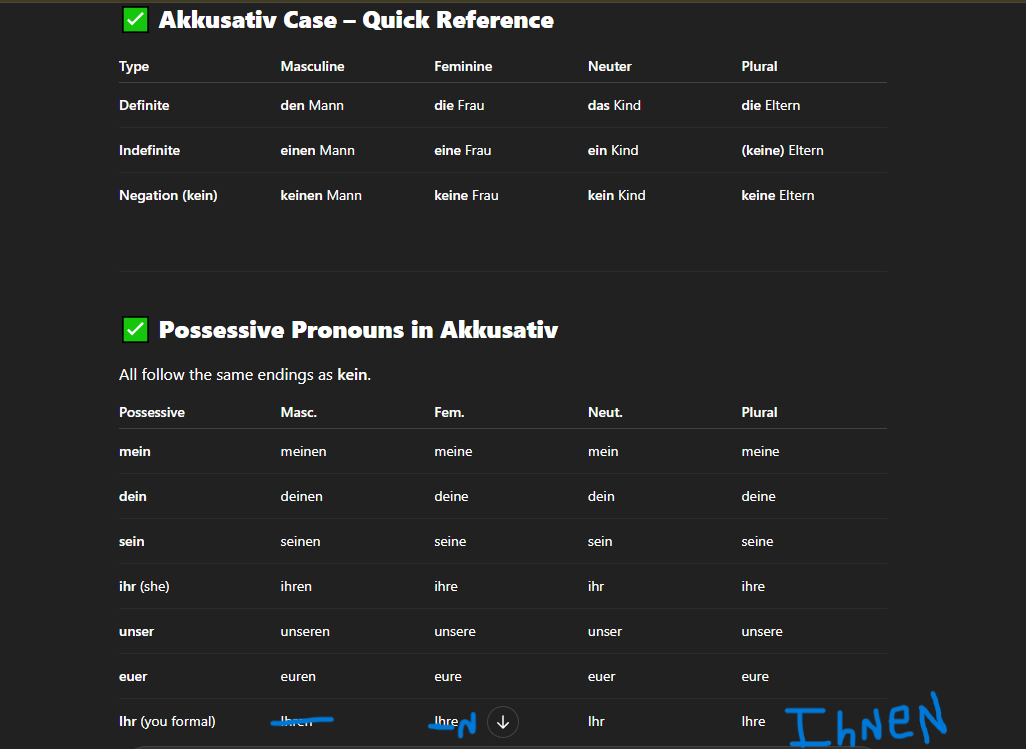 ✅ Akkusativ Case – Quick Reference
Type Masculine Feminine Neuter Plural
Definite den Mann die Frau das Kind die Eltern
Indefinite einen Mann eine Frau ein Kind (keine) Eltern
Negation (kein) keinen Mann keine Frau kein Kind keine Eltern
✅ Possessive Pronouns in Akkusativ
All follow the same endings as kein.
Possessive Masc. Fem. Neut. Plural
mein meinen meine mein meine
dein deinen deine dein deine
sein seinen seine sein seine
ihr (she) ihren ihre ihr ihre
unser unseren unsere unser unsere
euer euren eure euer eure
Ihr (you formal) Ihren Ihre N Ihr Ihre IhNeN